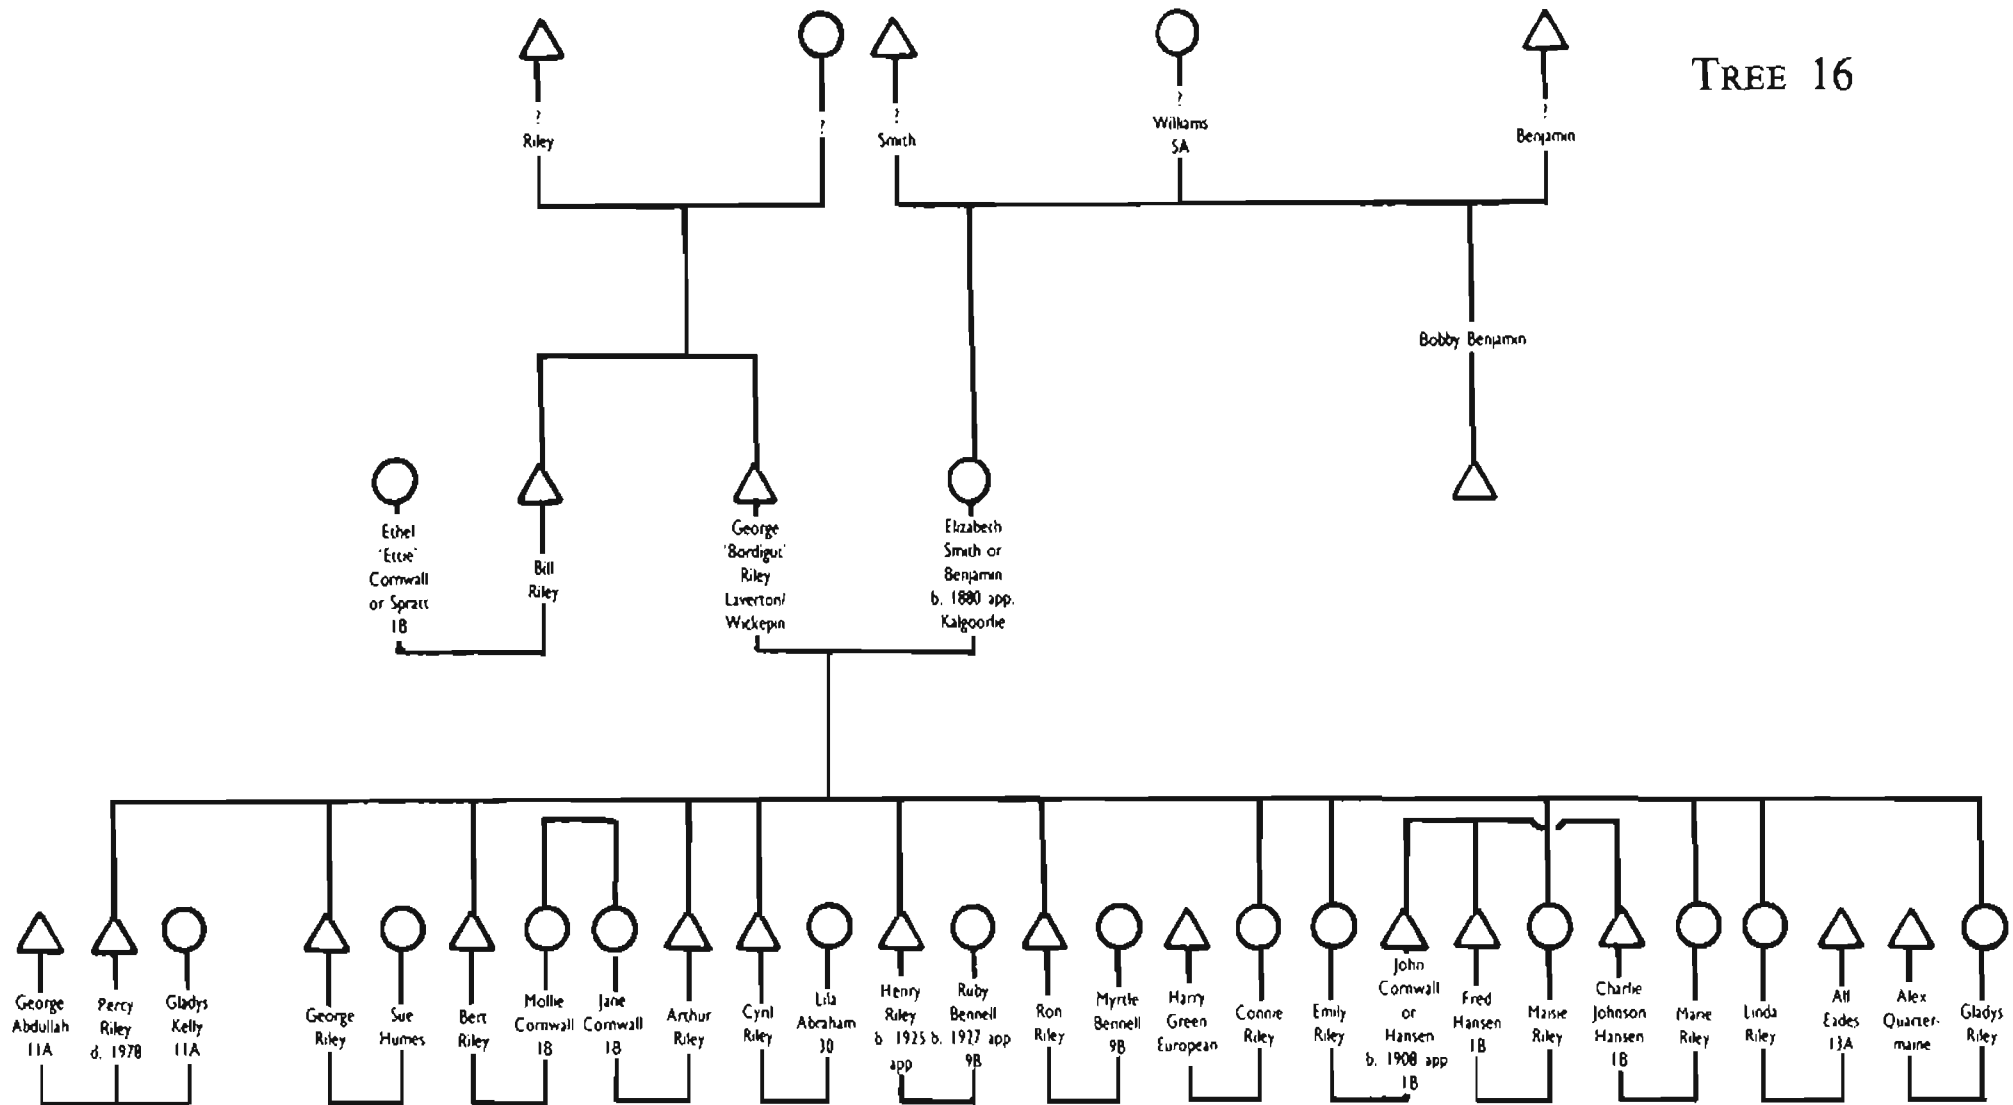 TREE 16
?
Riley
?
?
Smith
?
Williams
SA
?
Benjamin
Bobby Benjamin
Ethel
'Ettie'
Cornwall
or Spratt
1B
Bill
Riley
George
'Bordigut'
Riley
Laverton/
Wickepin
Elizabeth
Smith or
Benjamin
b. 1880 app.
Kalgoorlie
George
Abdullah
11A
Percy
Riley
d. 1978
Gladys
Kelly
11A
George
Riley
Sue
Humes
Bert
Riley
Mollie
Cornwall
1B
Jane
Cornwall
1B
Arthur
Riley
Cyril
Riley
Lila
Abraham
30
Henry
Riley
b. 1925
app
Ruby
Bennell
b. 1927 app
9B
Ron
Riley
Myrtle
Bennell
9B
Harry
Green
European
Connie
Riley
Emily
Riley
John
Cornwall
or
Hansen
b. 1908 app
1B
Fred
Hansen
1B
Maisie
Riley
Charlie
Johnson
Hansen
1B
Marie
Riley
Linda
Riley
Alf
Eades
13A
Alex
Quarter-
maine
Gladys
Riley